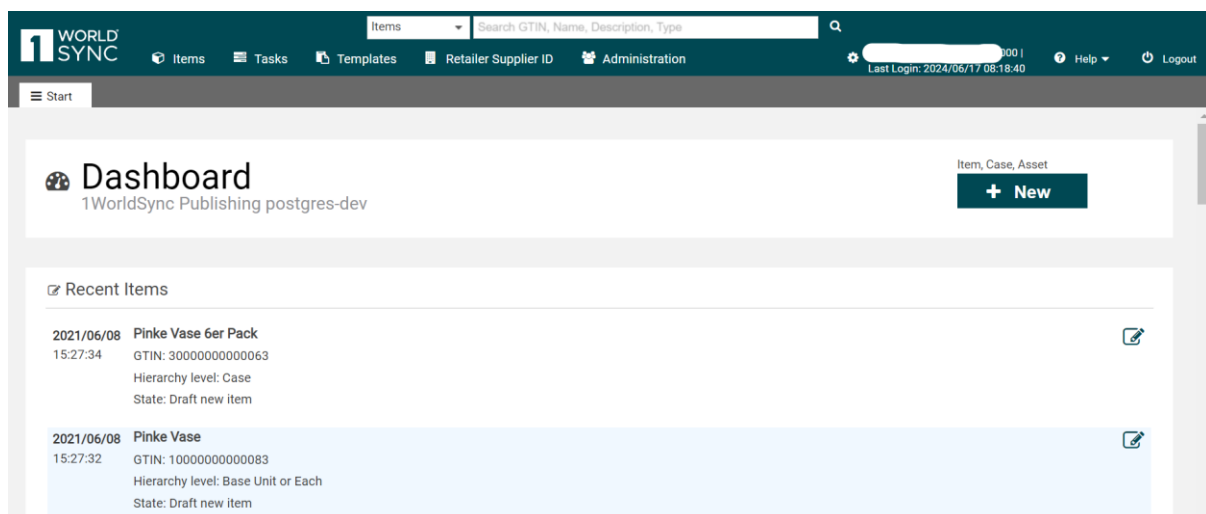 Items
Search GTIN, Name, Description, Type
1 WORLD SYNC
Items Tasks Templates Retailer Supplier ID Administration
000 |
Last Login: 2024/06/17 08:18:40
Help
Logout
Start
Dashboard
1WorldSync Publishing postgres-dev
Item, Case, Asset
+ New
Recent Items
2021/06/08 Pinke Vase 6er Pack
15:27:34 GTIN: 30000000000063
Hierarchy level: Case
State: Draft new item
2021/06/08 Pinke Vase
15:27:32 GTIN: 10000000000083
Hierarchy level: Base Unit or Each
State: Draft new item